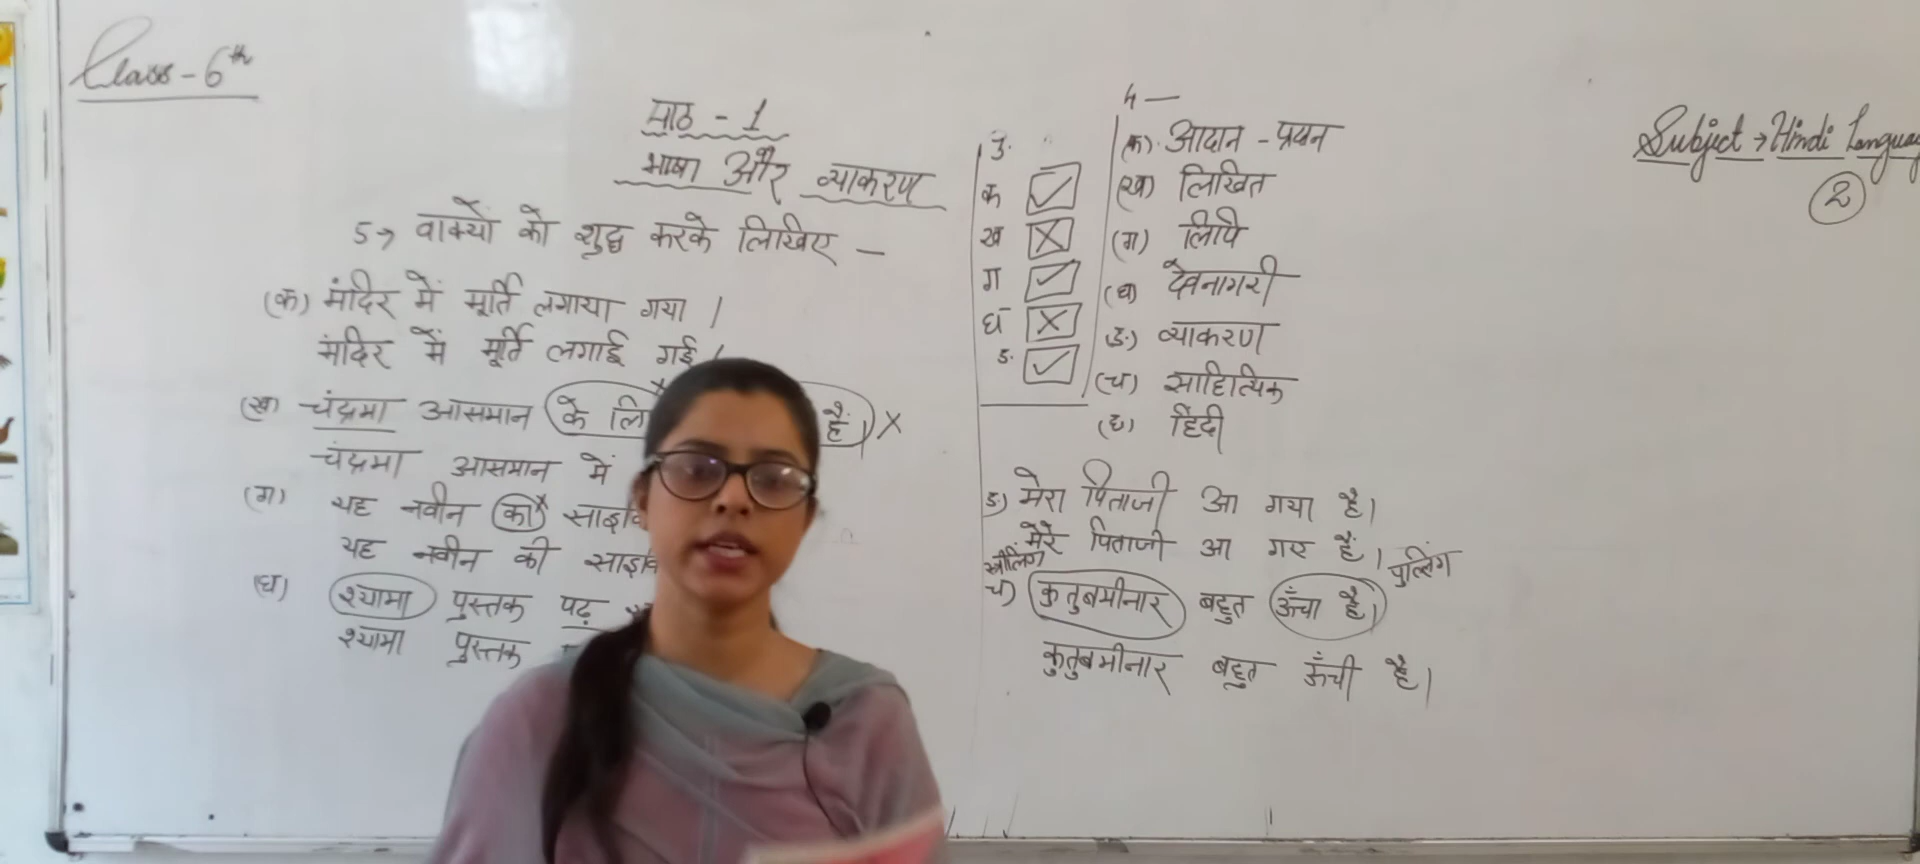 Class - 6th
Subject → Hindi Language
2
पाठ - 1
भाषा और व्याकरण
5→ वाक्यों को शुद्ध करके लिखिए —
(क) मंदिर में मूर्ति लगाया गया ।
मंदिर में मूर्ति लगाई गई ।
(ख) चंद्रमा आसमान के लि है। X
चंद्रमा आसमान में
(ग) यह नवीन का साइकि
यह नवीन की साइकि
(घ) श्यामा पुस्तक पढ़
श्यामा पुस्तक
3.
क ✓
ख X
ग ✓
घ X
ङ ✓
4 —
(क) आदान - प्रदान
(ख) लिखित
(ग) लिपि
(घ) देवनागरी
(ङ) व्याकरण
(च) साहित्यिक
(छ) हिंदी
ङ) मेरा पिताजी आ गया है।
मेरे पिताजी आ गए हैं।
स्त्रीलिंग पुल्लिंग
च) कुतुबमीनार बहुत ऊँचा है।
कुतुबमीनार बहुत ऊँची है।